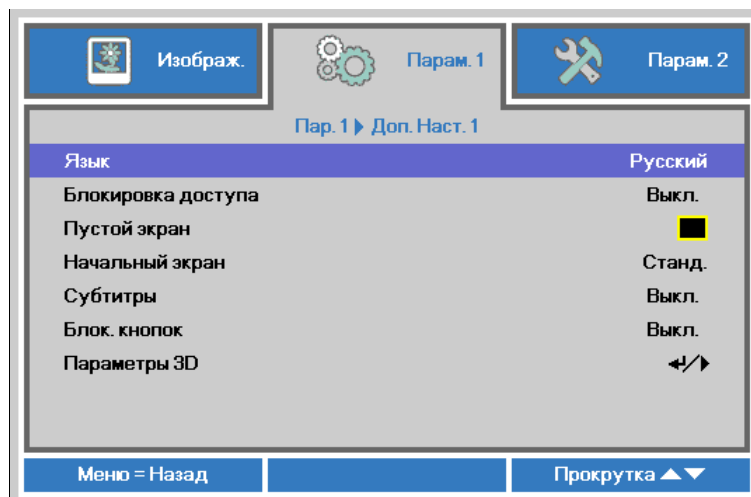 Изображ. Парам. 1 Парам. 2
Пар. 1 Доп. Наст. 1
Язык Русский
Блокировка доступа Выкл.
Пустой экран
Начальный экран Станд.
Субтитры Выкл.
Блок. кнопок Выкл.
Параметры 3D
Меню = Назад Прокрутка